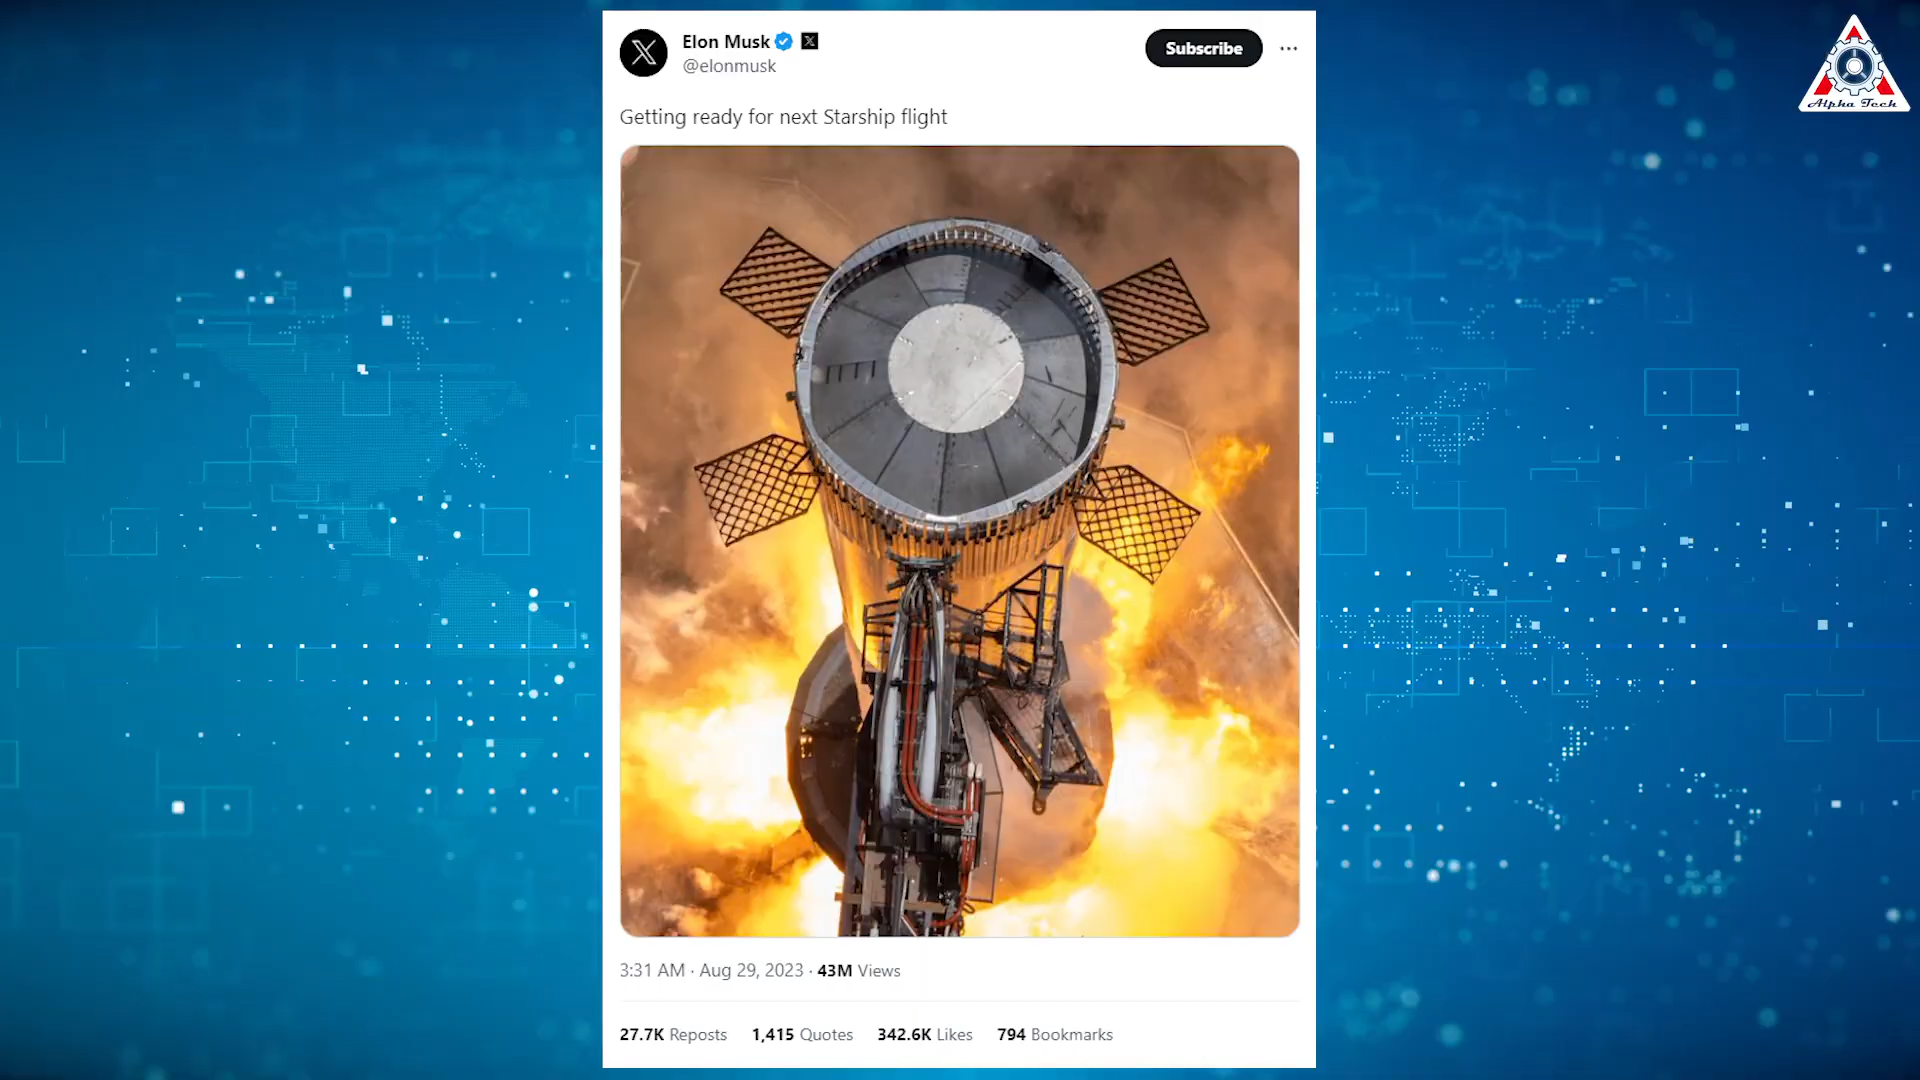 Elon Musk
@elonmusk
Subscribe
Getting ready for next Starship flight
3:31 AM · Aug 29, 2023 · 43M Views
27.7K Reposts 1,415 Quotes 342.6K Likes 794 Bookmarks
Alpha Tech